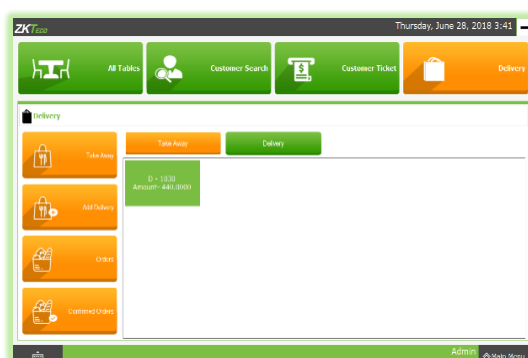 ZKTeco
Thursday, June 28, 2018 3:41
All Tables
Customer Search
Customer Ticket
Delivery
Delivery
Take Away
Delivery
Take Away
D - 1030
Amount- 440.0000
Add Delivery
Orders
Confirmed Orders
Admin
Main Menu